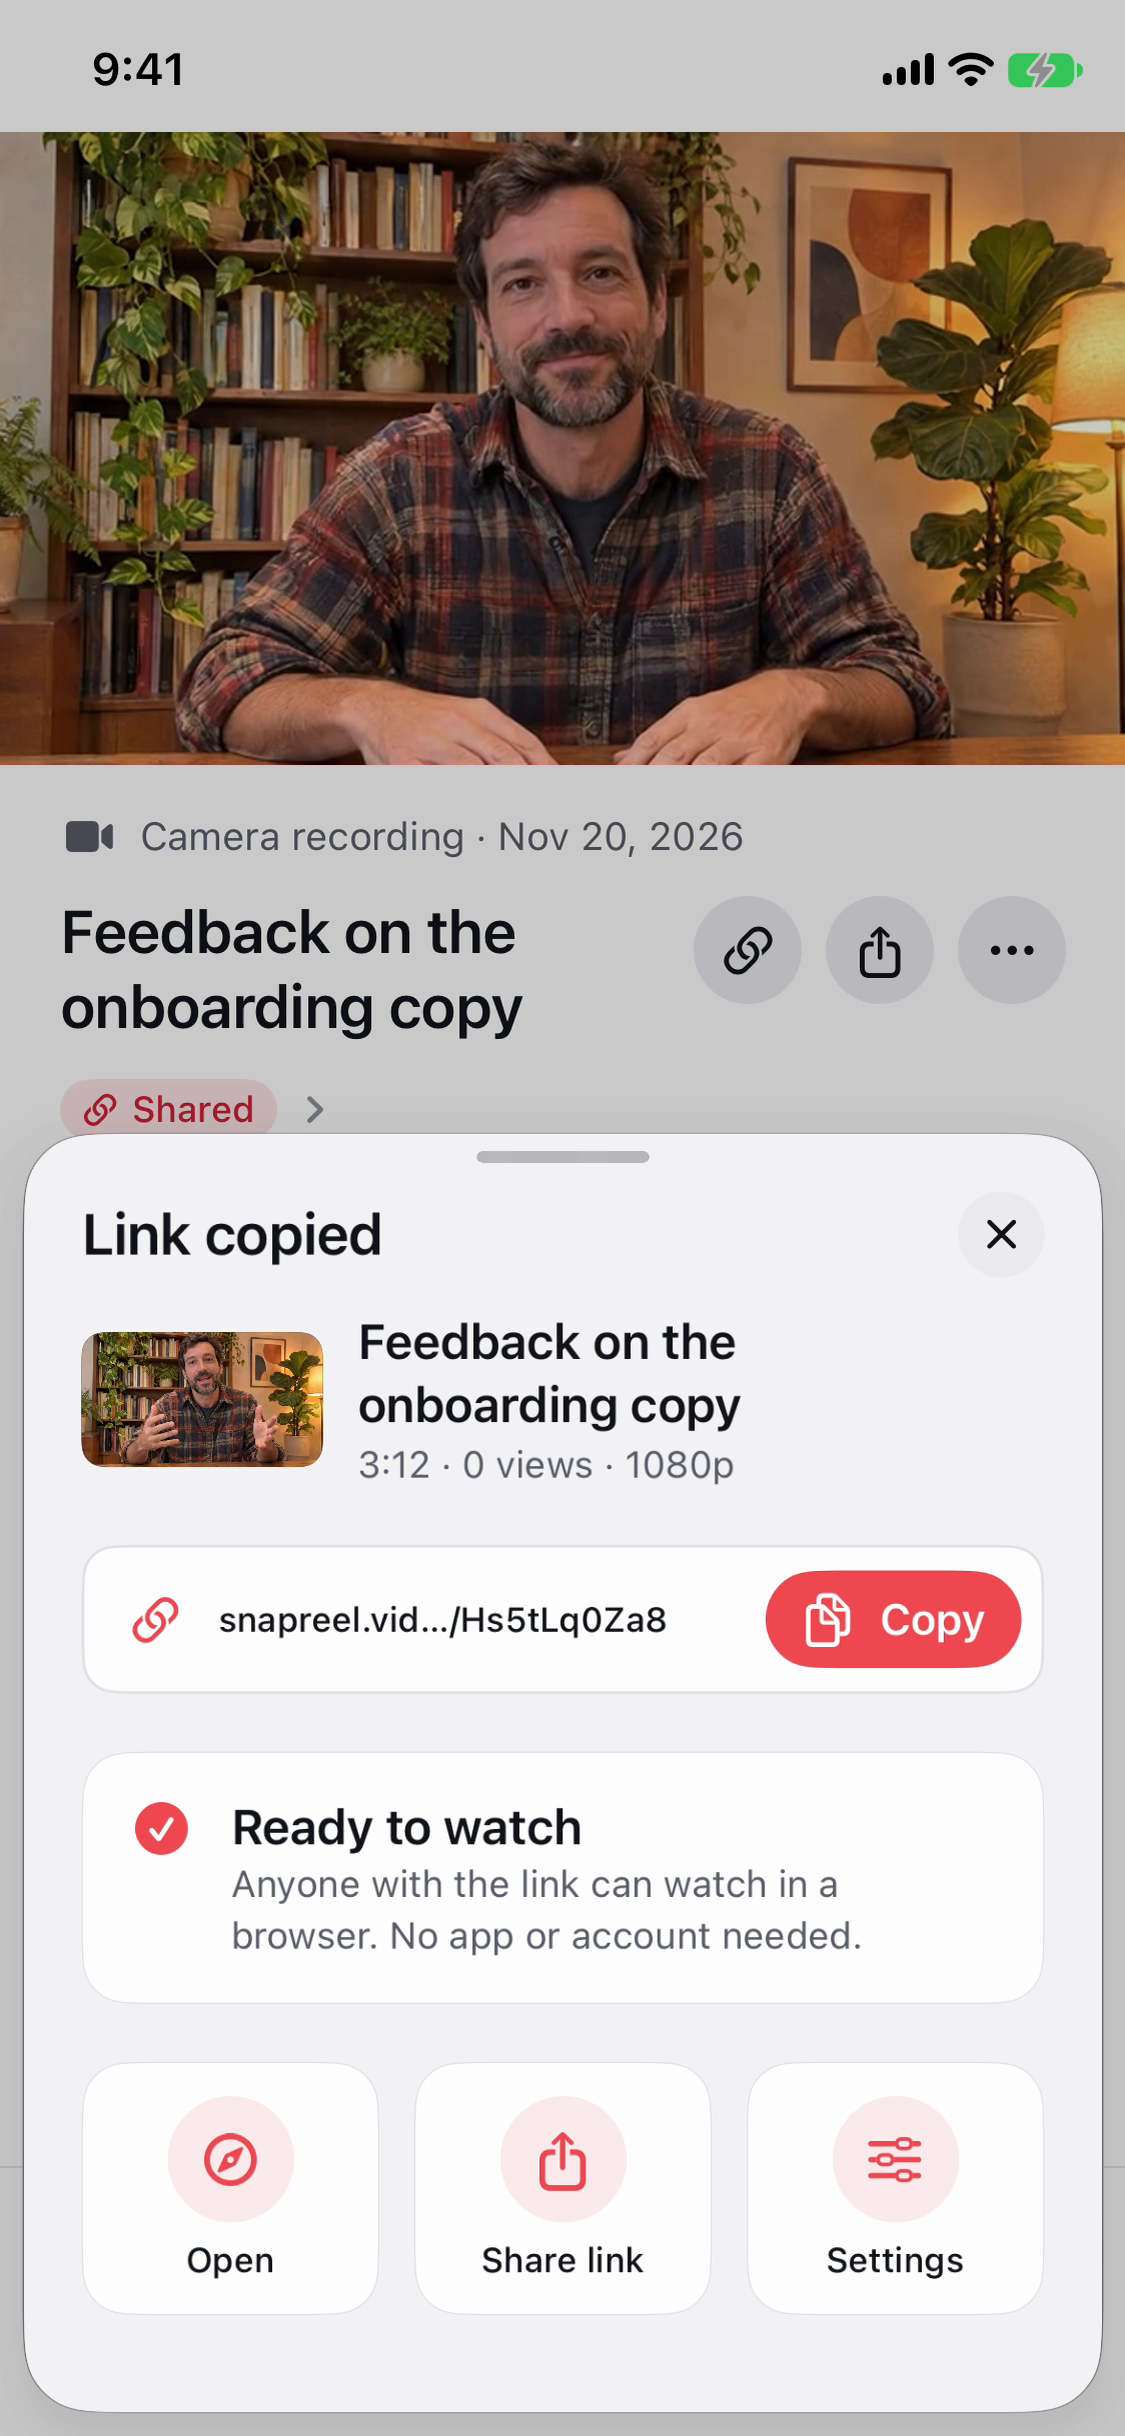 9:41
Camera recording · Nov 20, 2026
Feedback on the
onboarding copy
Shared
Link copied
Feedback on the
onboarding copy
3:12 · 0 views · 1080p
snapreel.vid.../Hs5tLq0Za8
Copy
Ready to watch
Anyone with the link can watch in a
browser. No app or account needed.
Open
Share link
Settings